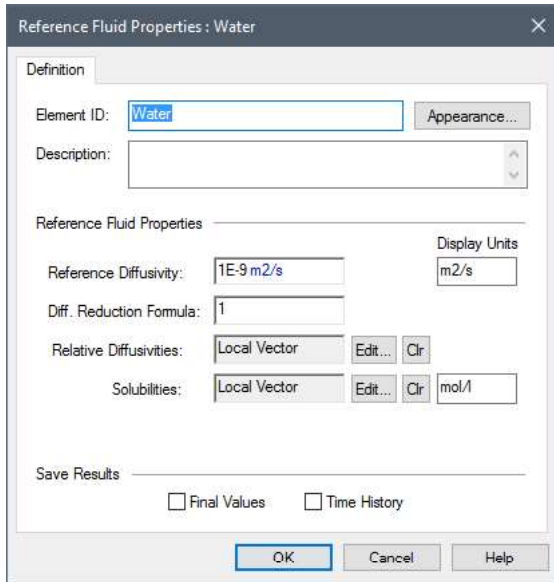 Reference Fluid Properties : Water
Definition
Element ID: Water Appearance...
Description:
Reference Fluid Properties
Display Units
Reference Diffusivity: 1E-9 m2/s m2/s
Diff. Reduction Formula: 1
Relative Diffusivities: Local Vector Edit... Clr
Solubilities: Local Vector Edit... Clr mol/l
Save Results
Final Values Time History
OK Cancel Help